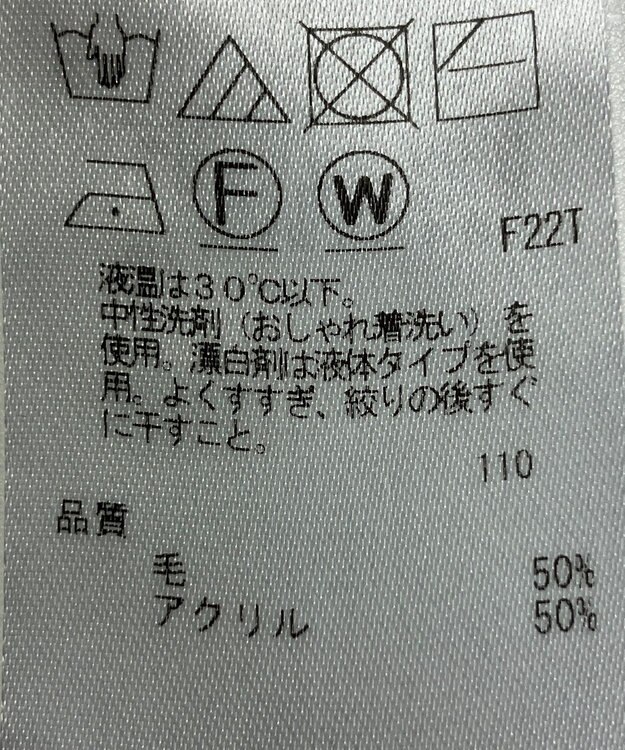 F W
F22T
液温は30℃以下。
中性洗剤（おしゃれ着洗い）を
使用。漂白剤は液体タイプを使
用。よくすすぎ、絞りの後すぐ
に干すこと。
110
品質
毛 50%
アクリル 50%